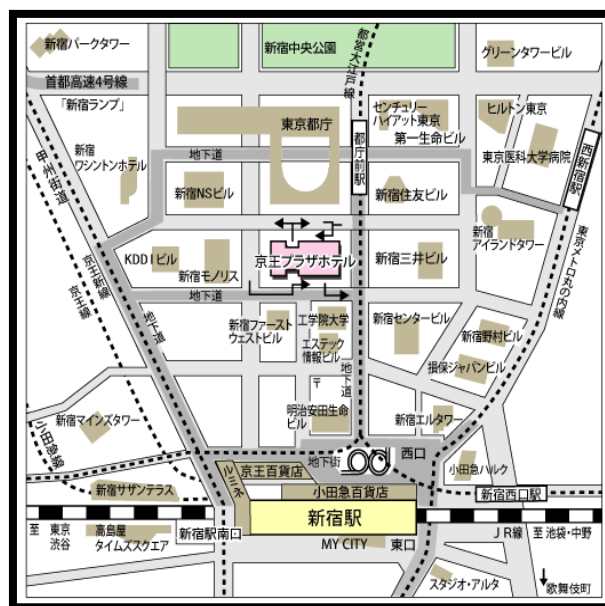 新宿パークタワー
新宿中央公園
都営大江戸線
グリーンタワービル
首都高速4号線
「新宿ランプ」
センチュリー
ハイアット東京
ヒルトン東京
東京都庁
第一生命ビル
都庁前駅
西新宿駅
甲州街道
新宿
ワシントンホテル
地下道
東京医科大学病院
新宿NSビル
新宿住友ビル
京王新線
京王線
KDDIビル
新宿モノリス
京王プラザホテル
新宿三井ビル
新宿
アイランドタワー
東京メトロ丸の内線
地下道
地下道
新宿ファースト
ウェストビル
工学院大学
エステック
情報ビル
新宿センタービル
新宿野村ビル
損保ジャパンビル
地下道
〒
明治安田生命
ビル
新宿エルタワー
新宿マインズタワー
小田急線
地下街
西口
ルミネ
京王百貨店
小田急ハルク
新宿サザンテラス
小田急百貨店
新宿西口駅
至 東京
渋谷
高島屋
タイムズスクエア
新宿駅南口
新宿駅
MY CITY
東口
JR線
至 池袋・中野
スタジオ・アルタ
歌舞伎町